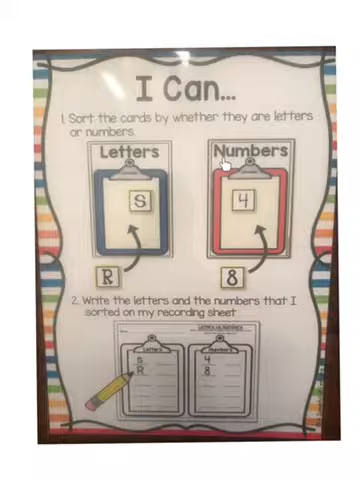 I Can...
1. Sort the cards by whether they are letters
or numbers.
Letters Numbers
S 4
R 8
2. Write the letters and the numbers that I
sorted on my recording sheet.
Letters Numbers
S 4
R 8